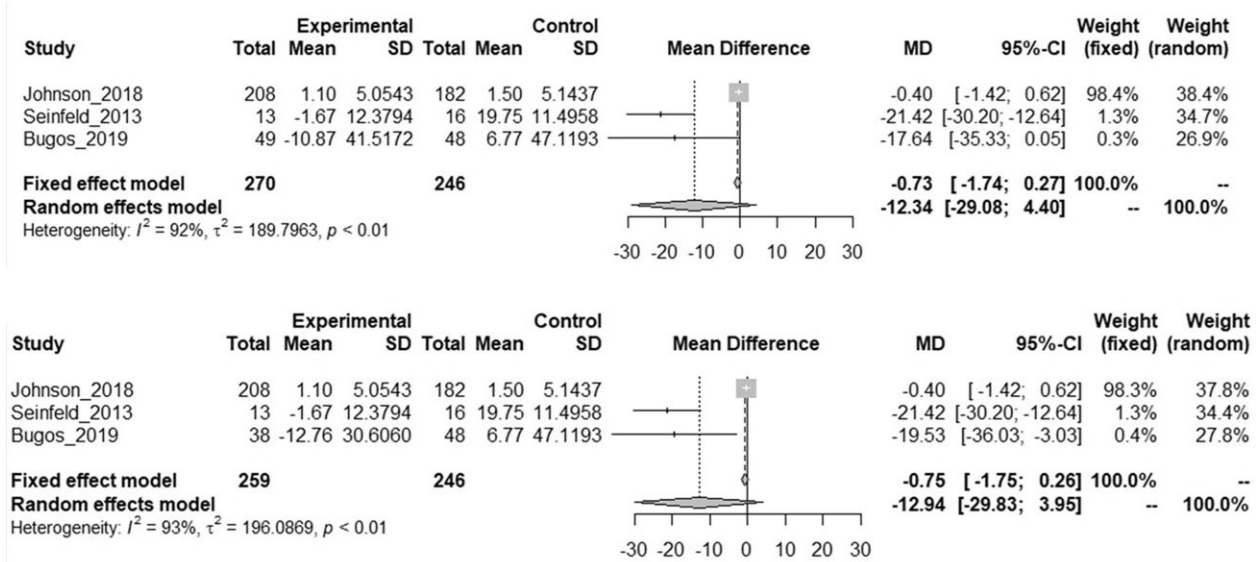 Experimental Control Weight Weight
Study Total Mean SD Total Mean SD Mean Difference MD 95%-CI (fixed) (random)
Johnson_2018 208 1.10 5.0543 182 1.50 5.1437 -0.40 [-1.42; 0.62] 98.4% 38.4%
Seinfeld_2013 13 -1.67 12.3794 16 19.75 11.4958 -21.42 [-30.20; -12.64] 1.3% 34.7%
Bugos_2019 49 -10.87 41.5172 48 6.77 47.1193 -17.64 [-35.33; 0.05] 0.3% 26.9%
Fixed effect model 270 246 -0.73 [-1.74; 0.27] 100.0% --
Random effects model -12.34 [-29.08; 4.40] -- 100.0%
Heterogeneity: I² = 92%, τ² = 189.7963, p < 0.01
-30 -20 -10 0 10 20 30
Experimental Control Weight Weight
Study Total Mean SD Total Mean SD Mean Difference MD 95%-CI (fixed) (random)
Johnson_2018 208 1.10 5.0543 182 1.50 5.1437 -0.40 [-1.42; 0.62] 98.3% 37.8%
Seinfeld_2013 13 -1.67 12.3794 16 19.75 11.4958 -21.42 [-30.20; -12.64] 1.3% 34.4%
Bugos_2019 38 -12.76 30.6060 48 6.77 47.1193 -19.53 [-36.03; -3.03] 0.4% 27.8%
Fixed effect model 259 246 -0.75 [-1.75; 0.26] 100.0% --
Random effects model -12.94 [-29.83; 3.95] -- 100.0%
Heterogeneity: I² = 93%, τ² = 196.0869, p < 0.01
-30 -20 -10 0 10 20 30